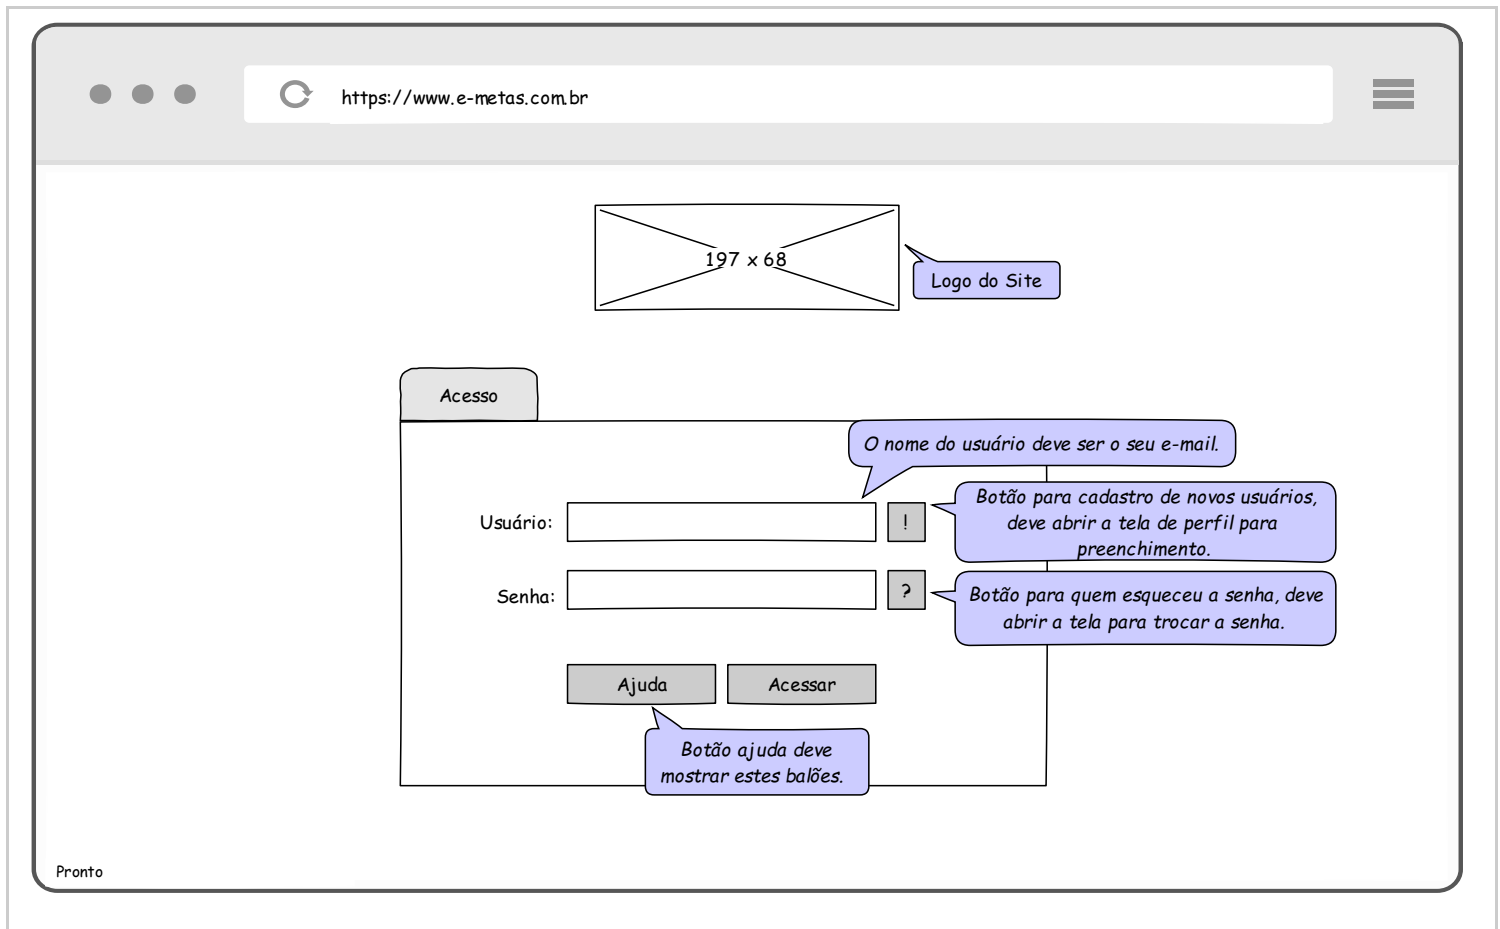 https://www.e-metas.com.br
197 x 68
Logo do Site
Acesso
O nome do usuário deve ser o seu e-mail.
Usuário:
!
Botão para cadastro de novos usuários,
deve abrir a tela de perfil para
preenchimento.
Senha:
?
Botão para quem esqueceu a senha, deve
abrir a tela para trocar a senha.
Ajuda
Acessar
Botão ajuda deve
mostrar estes balões.
Pronto